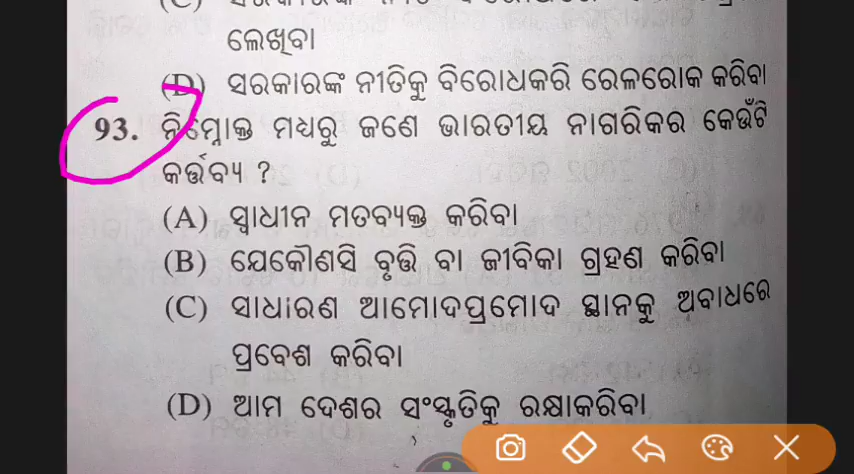 ଲେଖିବା
(D) ସରକାରଙ୍କ ନୀତିକୁ ବିରୋଧକରି ରେଳରୋକ କରିବା
93. ନିମ୍ନୋକ୍ତ ମଧ୍ୟରୁ ଜଣେ ଭାରତୀୟ ନାଗରିକର କେଉଁଟି
କର୍ତ୍ତବ୍ୟ ?
(A) ସ୍ୱାଧୀନ ମତବ୍ୟକ୍ତ କରିବା
(B) ଯେକୌଣସି ବୃତ୍ତି ବା ଜୀବିକା ଗ୍ରହଣ କରିବା
(C) ସାଧାରଣ ଆମୋଦପ୍ରମୋଦ ସ୍ଥାନକୁ ଅବାଧରେ
ପ୍ରବେଶ କରିବା
(D) ଆମ ଦେଶର ସଂସ୍କୃତିକୁ ରକ୍ଷାକରିବା